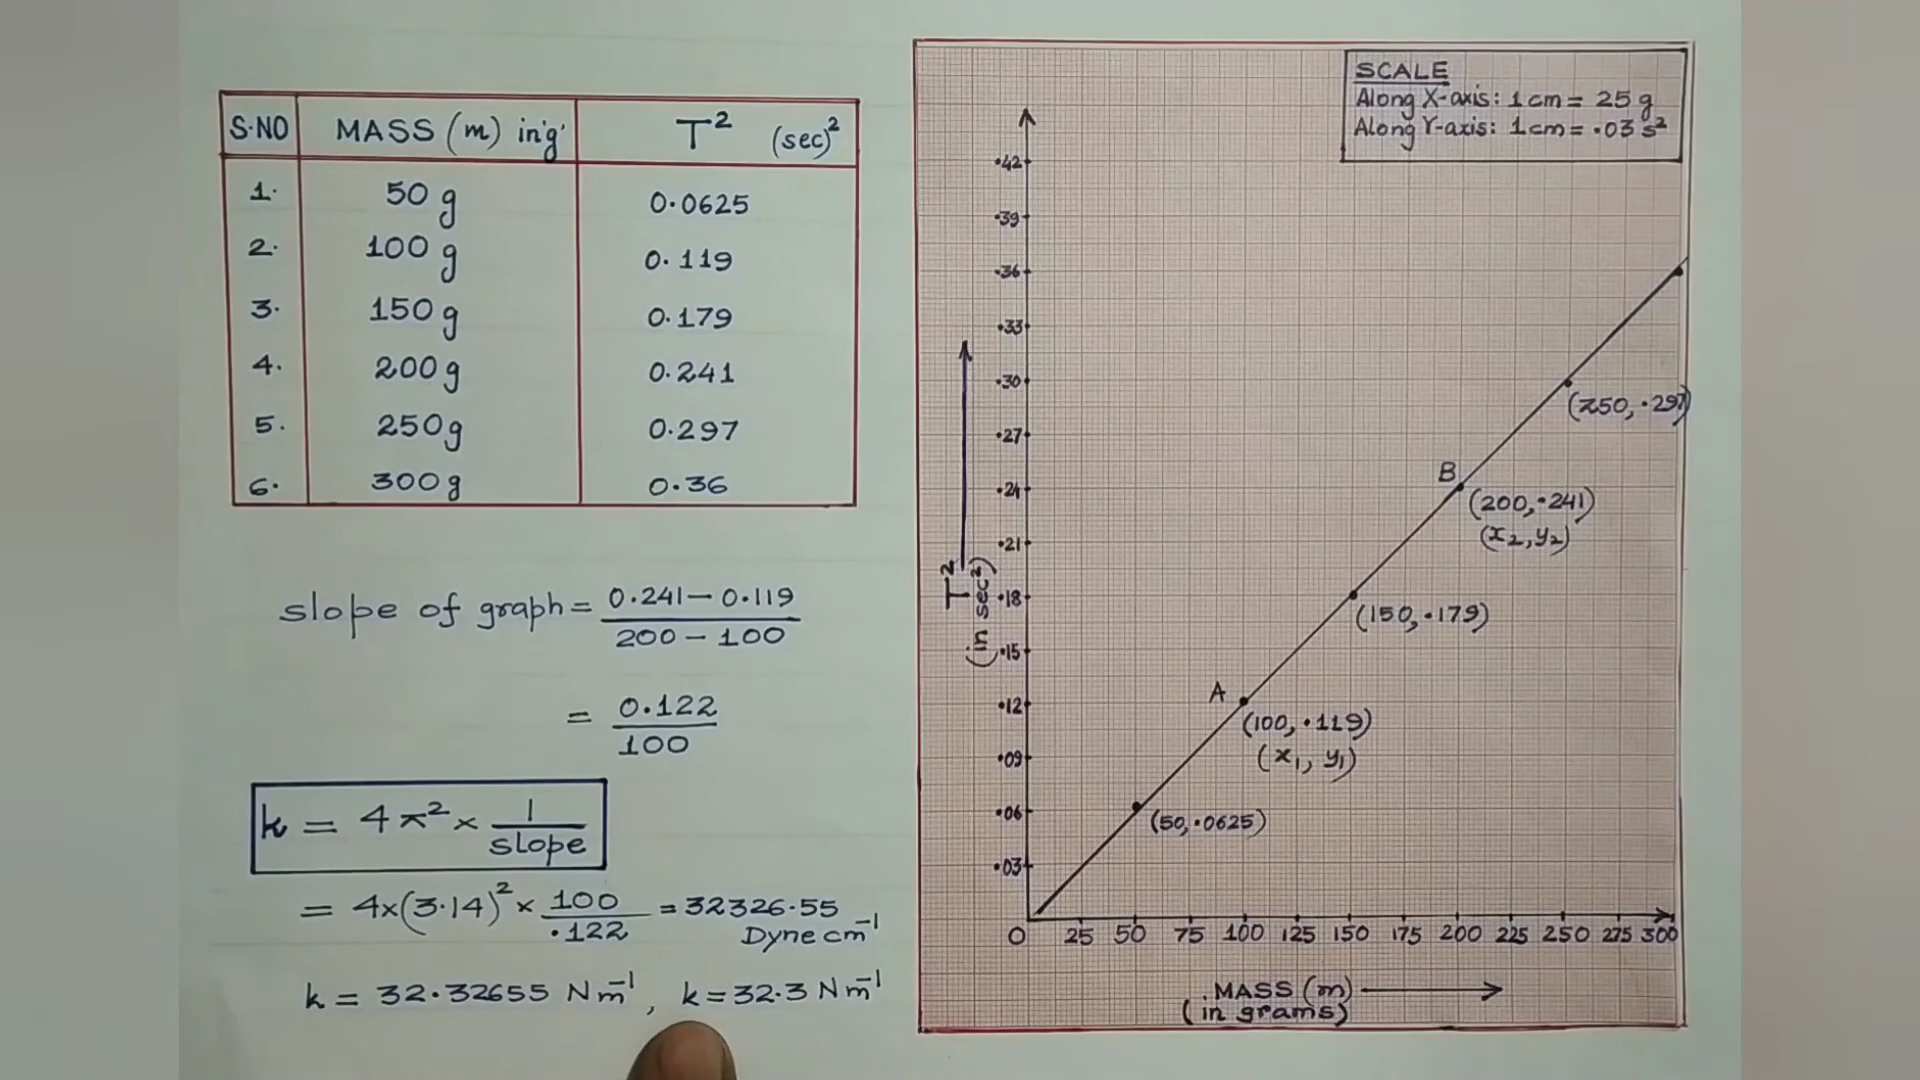 S.NO MASS (m) in 'g' T² (sec)²
1. 50 g 0.0625
2. 100 g 0.119
3. 150 g 0.179
4. 200 g 0.241
5. 250 g 0.297
6. 300 g 0.36
slope of graph = 0.241 - 0.119 / 200 - 100
= 0.122 / 100
k = 4π² × 1 / slope
= 4×(3.14)² × 100 / .122 = 32326.55
Dyne cm⁻¹
k = 32.32655 Nm⁻¹, k = 32.3 Nm⁻¹
SCALE
Along X-axis: 1 cm = 25 g
Along Y-axis: 1 cm = .03 s²
.42
.39
.36
.33
.30
.27
.24
.21
.18
.15
.12
.09
.06
.03
T²
(in sec²)
(250, .297)
B
(200, .241)
(x₂, y₂)
(150, .179)
A
(100, .119)
(x₁, y₁)
(50, .0625)
O 25 50 75 100 125 150 175 200 225 250 275 300
MASS (m)
(in grams)